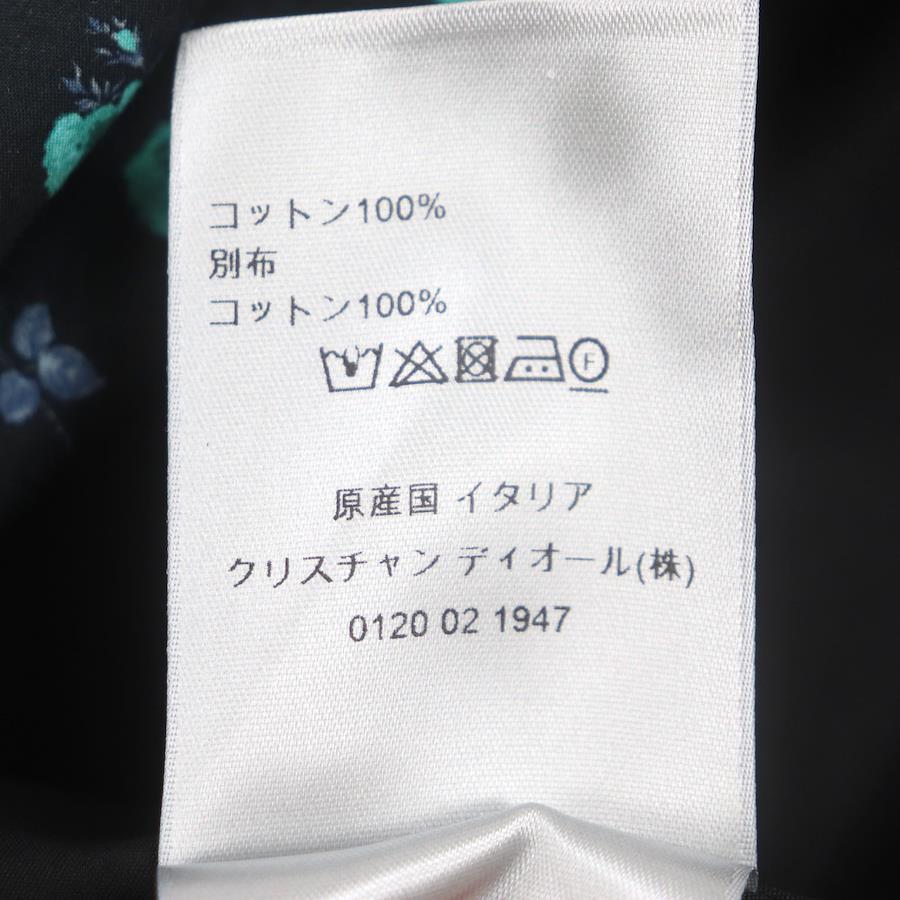 コットン100%
別布
コットン100%
F
原産国 イタリア
クリスチャン ディオール(株)
0120 02 1947